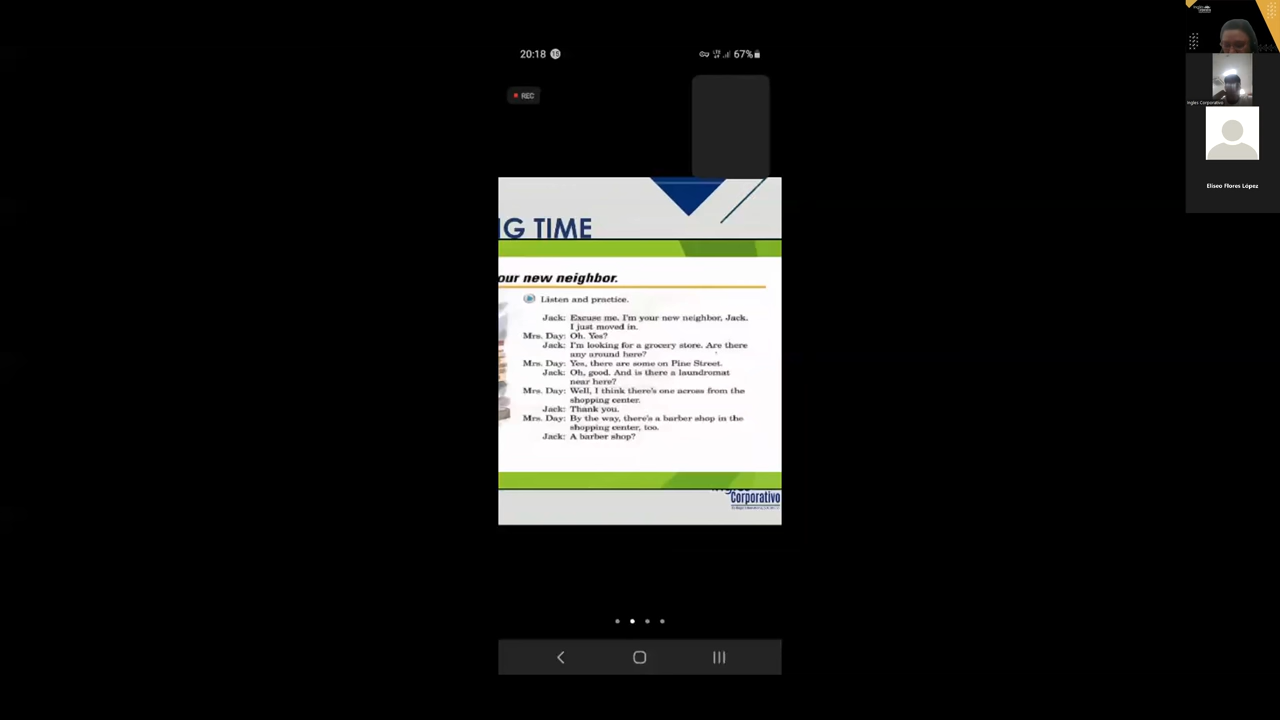 20:18
67%
REC
G TIME
our new neighbor.
Listen and practice.
Jack: Excuse me. I'm your new neighbor, Jack.
I just moved in.
Mrs. Day: Oh. Yes?
Jack: I'm looking for a grocery store. Are there
any around here?
Mrs. Day: Yes, there are some on Pine Street.
Jack: Oh, good. And is there a laundromat
near here?
Mrs. Day: Well, I think there's one across from the
shopping center.
Jack: Thank you.
Mrs. Day: By the way, there's a barber shop in the
shopping center, too.
Jack: A barber shop?
Corporativo
Ingles Corporativo
Eliseo Flores López